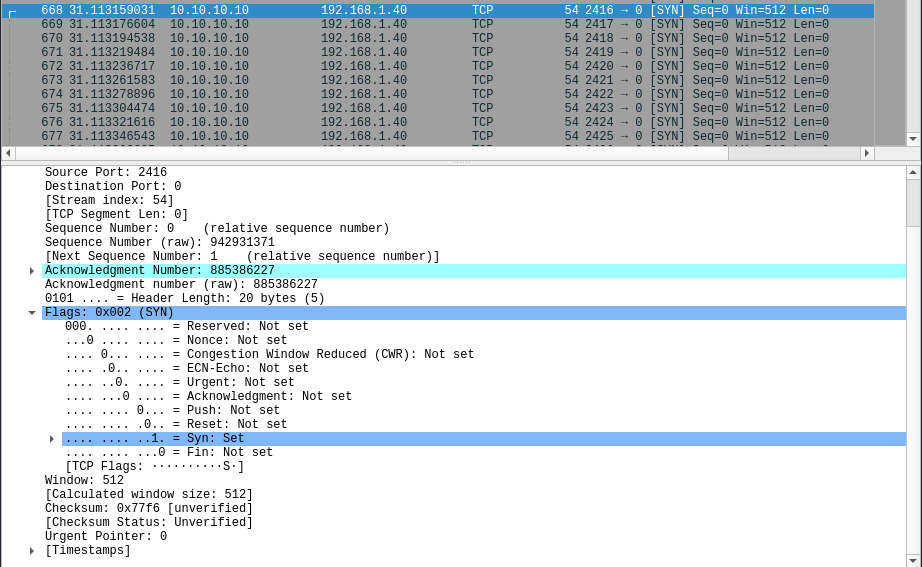 668 31.113159031 10.10.10.10 192.168.1.40 TCP 54 2416 → 0 [SYN] Seq=0 Win=512 Len=0
669 31.113176604 10.10.10.10 192.168.1.40 TCP 54 2417 → 0 [SYN] Seq=0 Win=512 Len=0
670 31.113194538 10.10.10.10 192.168.1.40 TCP 54 2418 → 0 [SYN] Seq=0 Win=512 Len=0
671 31.113219484 10.10.10.10 192.168.1.40 TCP 54 2419 → 0 [SYN] Seq=0 Win=512 Len=0
672 31.113236717 10.10.10.10 192.168.1.40 TCP 54 2420 → 0 [SYN] Seq=0 Win=512 Len=0
673 31.113261583 10.10.10.10 192.168.1.40 TCP 54 2421 → 0 [SYN] Seq=0 Win=512 Len=0
674 31.113278896 10.10.10.10 192.168.1.40 TCP 54 2422 → 0 [SYN] Seq=0 Win=512 Len=0
675 31.113304474 10.10.10.10 192.168.1.40 TCP 54 2423 → 0 [SYN] Seq=0 Win=512 Len=0
676 31.113321616 10.10.10.10 192.168.1.40 TCP 54 2424 → 0 [SYN] Seq=0 Win=512 Len=0
677 31.113346543 10.10.10.10 192.168.1.40 TCP 54 2425 → 0 [SYN] Seq=0 Win=512 Len=0
Source Port: 2416
Destination Port: 0
[Stream index: 54]
[TCP Segment Len: 0]
Sequence Number: 0 (relative sequence number)
Sequence Number (raw): 942931371
[Next Sequence Number: 1 (relative sequence number)]
Acknowledgment Number: 885386227
Acknowledgment number (raw): 885386227
0101 .... = Header Length: 20 bytes (5)
Flags: 0x002 (SYN)
000. .... .... = Reserved: Not set
...0 .... .... = Nonce: Not set
.... 0... .... = Congestion Window Reduced (CWR): Not set
.... .0.. .... = ECN-Echo: Not set
.... ..0. .... = Urgent: Not set
.... ...0 .... = Acknowledgment: Not set
.... .... 0... = Push: Not set
.... .... .0.. = Reset: Not set
.... .... ..1. = Syn: Set
.... .... ...0 = Fin: Not set
[TCP Flags: ··········S·]
Window: 512
[Calculated window size: 512]
Checksum: 0x77f6 [unverified]
[Checksum Status: Unverified]
Urgent Pointer: 0
[Timestamps]